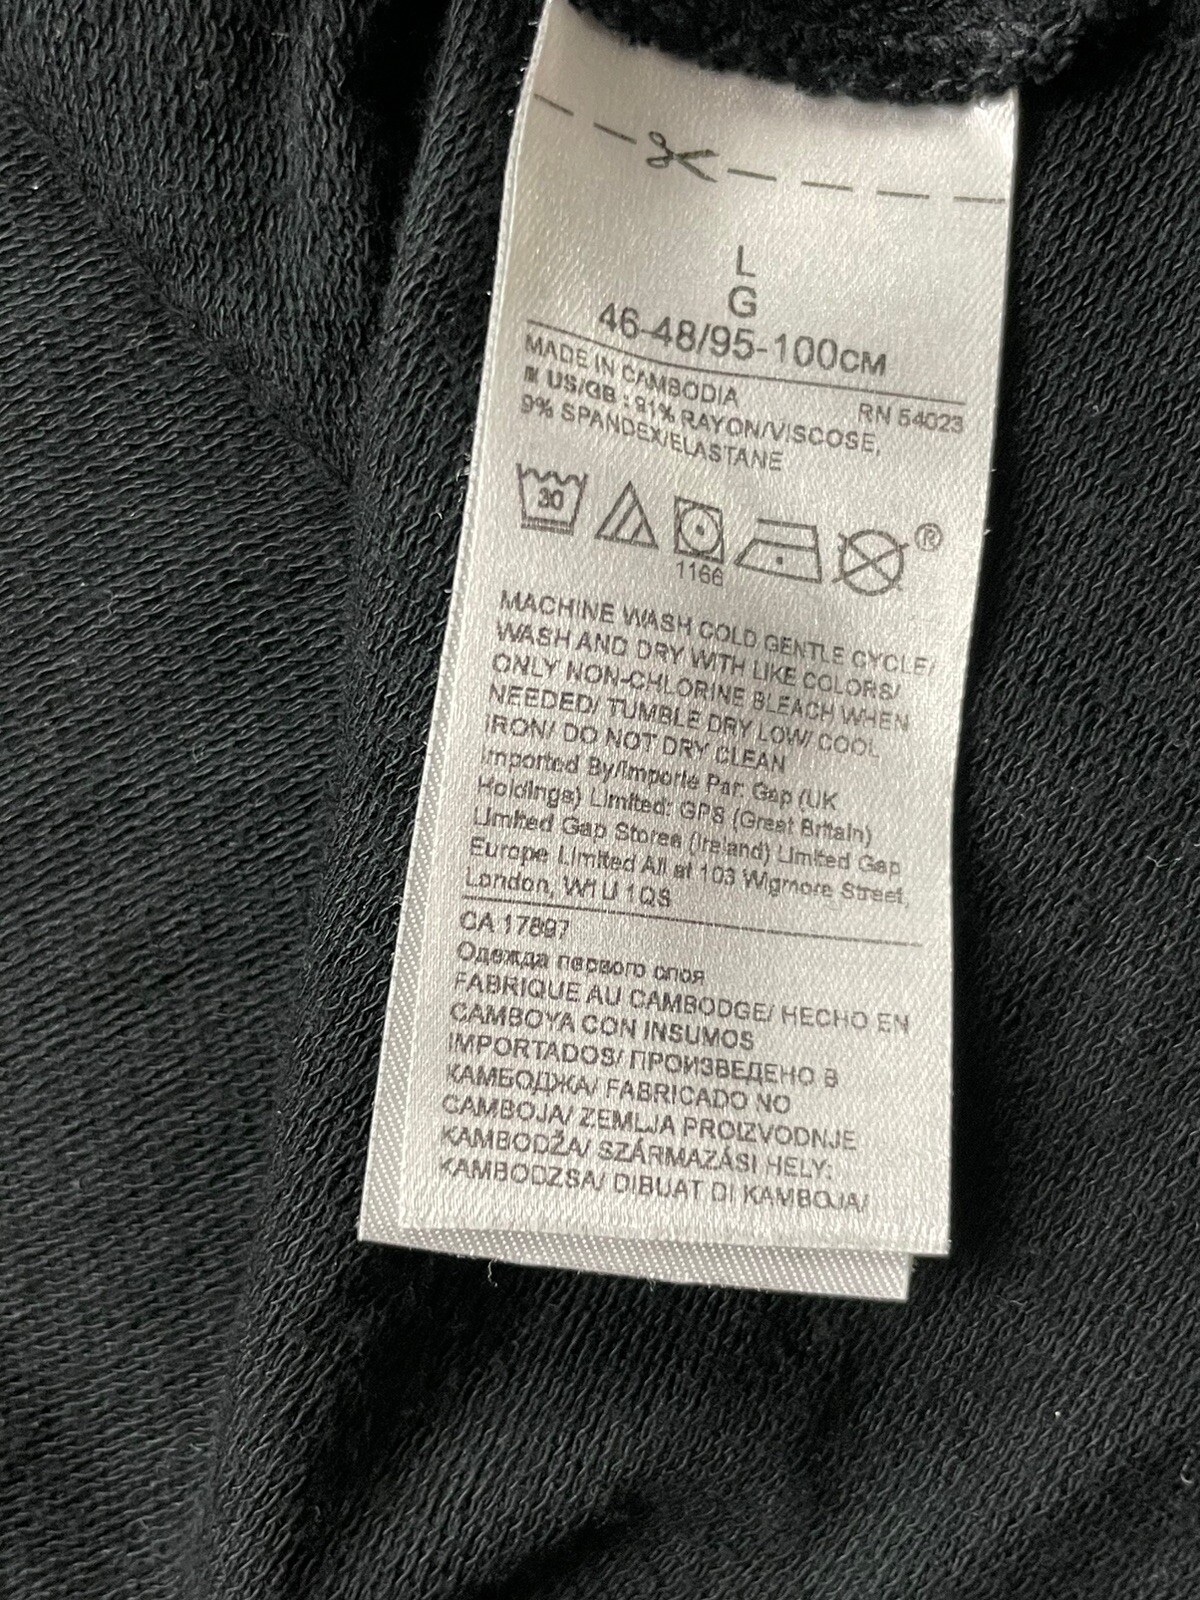 L
G
46-48/95-100CM
MADE IN CAMBODIA
RN 54023
US/GB : 91% RAYON/VISCOSE,
9% SPANDEX/ELASTANE
30
®
1166
MACHINE WASH COLD GENTLE CYCLE/
WASH AND DRY WITH LIKE COLORS/
ONLY NON-CHLORINE BLEACH WHEN
NEEDED/ TUMBLE DRY LOW/ COOL
IRON/ DO NOT DRY CLEAN
Imported By/Importe Par: Gap (UK
Holdings) Limited: GPS (Great Britain)
Limited Gap Stores (Ireland) Limited Gap
Europe Limited All at 103 Wigmore Street,
London, W1U 1QS
CA 17897
Одежда первого слоя
FABRIQUE AU CAMBODGE/ HECHO EN
CAMBOYA CON INSUMOS
IMPORTADOS/ ПРОИЗВЕДЕНО В
КАМБОДЖА/ FABRICADO NO
CAMBOJA/ ZEMLJA PROIZVODNJE
KAMBODŽA/ SZÁRMAZÁSI HELY:
KAMBODZSA/ DIBUAT DI KAMBOJA/